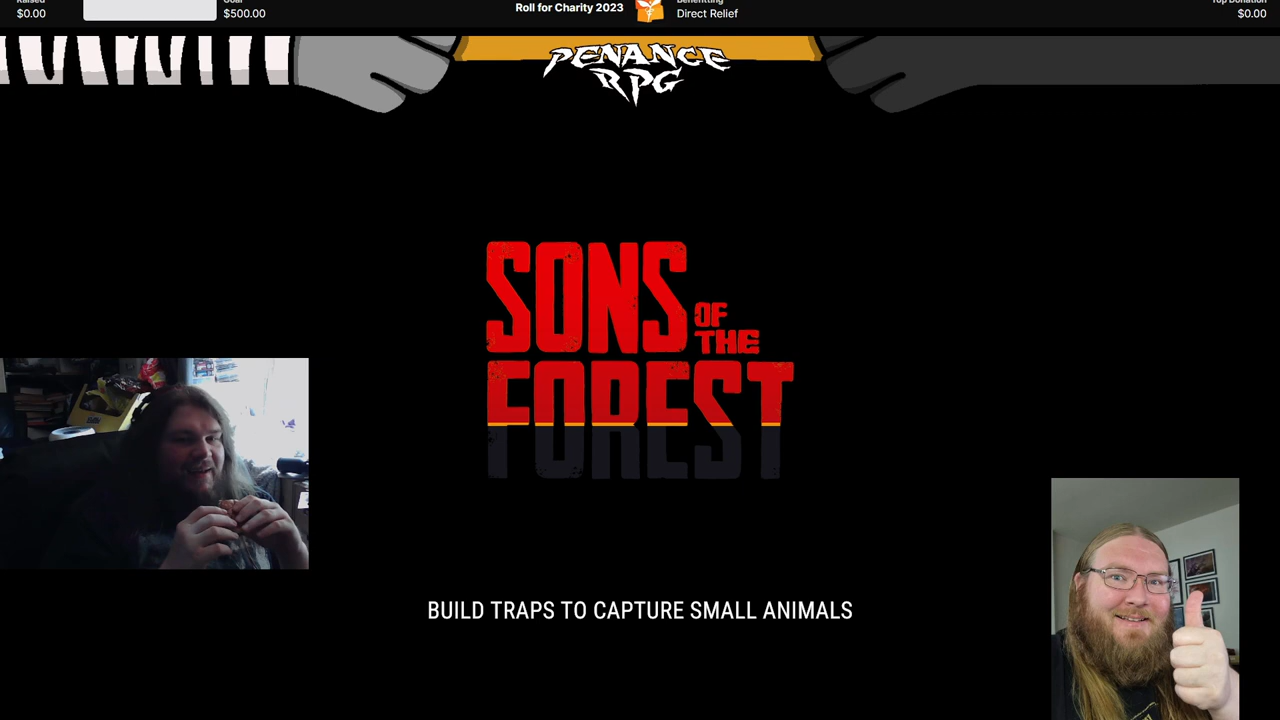 Raised
Goal
Roll for Charity 2023
Benefitting
Top Donation
$0.00
$500.00
Direct Relief
$0.00
PENANCE
RPG
SONS
OF
THE
FOREST
BUILD TRAPS TO CAPTURE SMALL ANIMALS